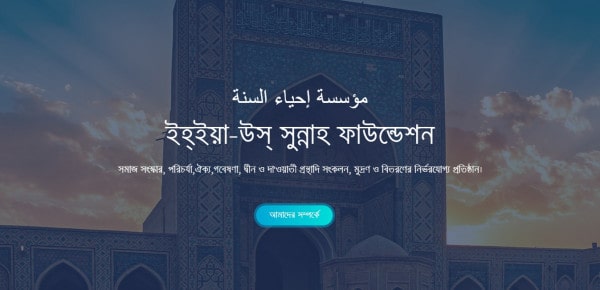 مؤسسة إحياء السنة
ইহ্ইয়া-উস্ সুন্নাহ ফাউন্ডেশন
সমাজ সংস্কার, পরিচর্যা,ঐক্য,গবেষণা, দ্বীন ও দা'ওয়াতী গ্রন্থাদি সংকলন, মুদ্রণ ও বিতরণের নির্ভরযোগ্য প্রতিষ্ঠান।
আমাদের সম্পর্কে